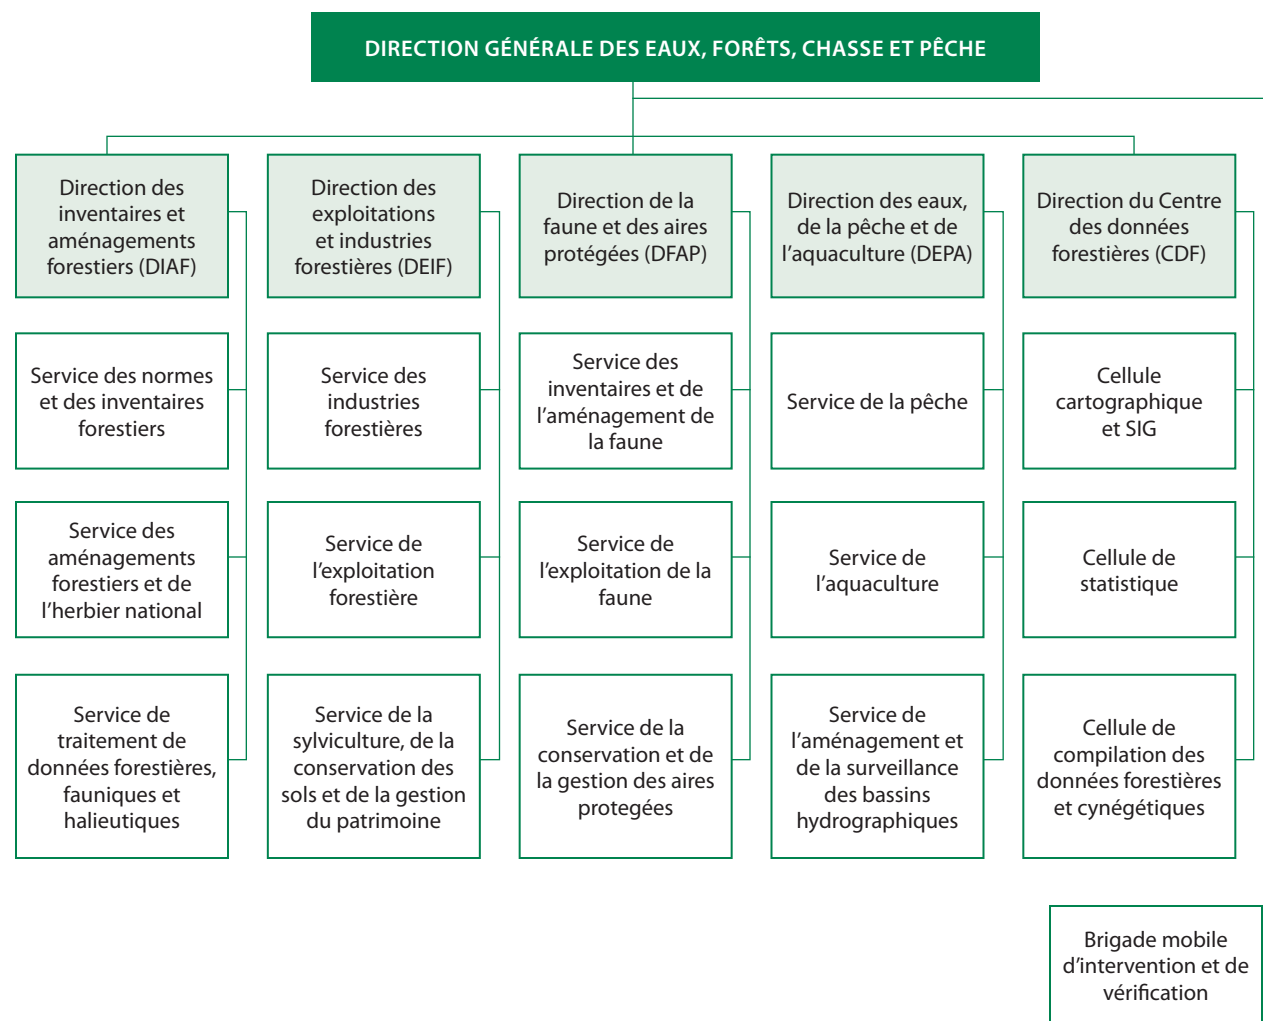 DIRECTION GÉNÉRALE DES EAUX, FORÊTS, CHASSE ET PÊCHE
Direction des
inventaires et
aménagements
forestiers (DIAF)
Direction des
exploitations
et industries
forestières (DEIF)
Direction de la
faune et des aires
protégées (DFAP)
Direction des eaux,
de la pêche et de
l'aquaculture (DEPA)
Direction du Centre
des données
forestières (CDF)
Service des normes
et des inventaires
forestiers
Service des
industries
forestières
Service des
inventaires et de
l'aménagement de
la faune
Service de la pêche
Cellule
cartographique
et SIG
Service des
aménagements
forestiers et de
l'herbier national
Service de
l'exploitation
forestière
Service de
l'exploitation de la
faune
Service de
l'aquaculture
Cellule de
statistique
Service de
traitement de
données forestières,
fauniques et
halieutiques
Service de la
sylviculture, de la
conservation des
sols et de la gestion
du patrimoine
Service de la
conservation et de
la gestion des aires
protegées
Service de
l'aménagement et
de la surveillance
des bassins
hydrographiques
Cellule de
compilation des
données forestières
et cynégétiques
Brigade mobile
d'intervention et de
vérification